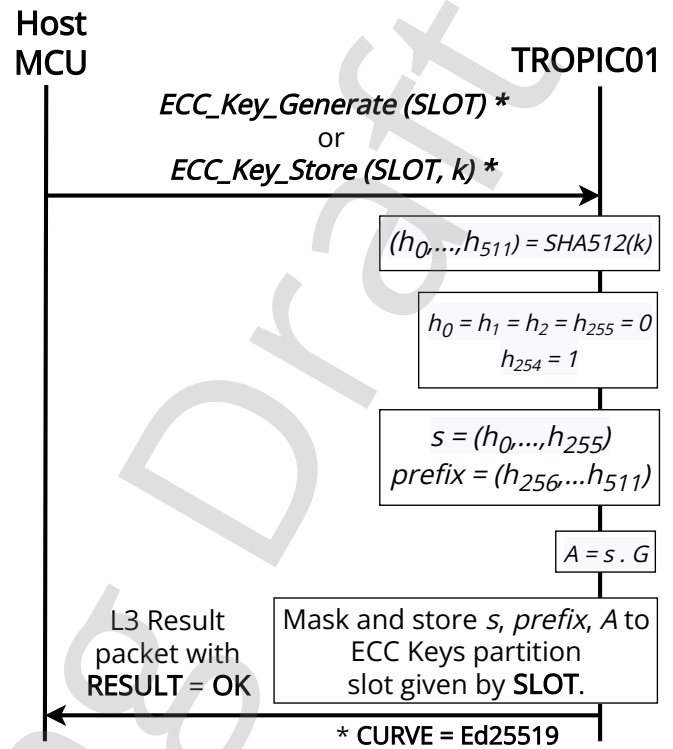 Host
MCU
TROPIC01
ECC_Key_Generate (SLOT) *
or
ECC_Key_Store (SLOT, k) *
(h₀,...,h₅₁₁) = SHA512(k)
h₀ = h₁ = h₂ = h₂₅₅ = 0
h₂₅₄ = 1
s = (h₀,...,h₂₅₅)
prefix = (h₂₅₆,...h₅₁₁)
A = s . G
L3 Result
packet with
RESULT = OK
Mask and store s, prefix, A to
ECC Keys partition
slot given by SLOT.
* CURVE = Ed25519
g Draft